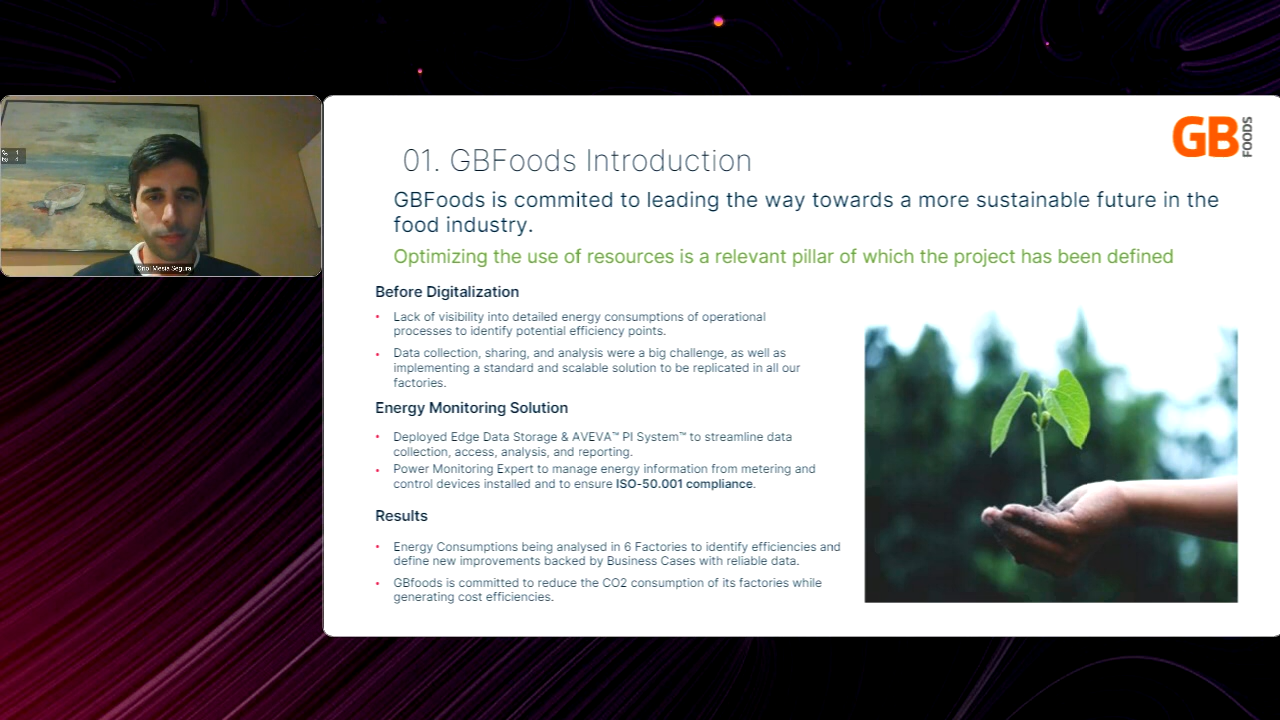 01. GBFoods Introduction
GB
FOODS
GBFoods is commited to leading the way towards a more sustainable future in the
food industry.
Optimizing the use of resources is a relevant pillar of which the project has been defined
Before Digitalization
• Lack of visibility into detailed energy consumptions of operational
processes to identify potential efficiency points.
• Data collection, sharing, and analysis were a big challenge, as well as
implementing a standard and scalable solution to be replicated in all our
factories.
Energy Monitoring Solution
• Deployed Edge Data Storage & AVEVA™ PI System™ to streamline data
collection, access, analysis, and reporting.
• Power Monitoring Expert to manage energy information from metering and
control devices installed and to ensure ISO-50.001 compliance.
Results
• Energy Consumptions being analysed in 6 Factories to identify efficiencies and
define new improvements backed by Business Cases with reliable data.
• GBfoods is committed to reduce the CO2 consumption of its factories while
generating cost efficiencies.
Segura